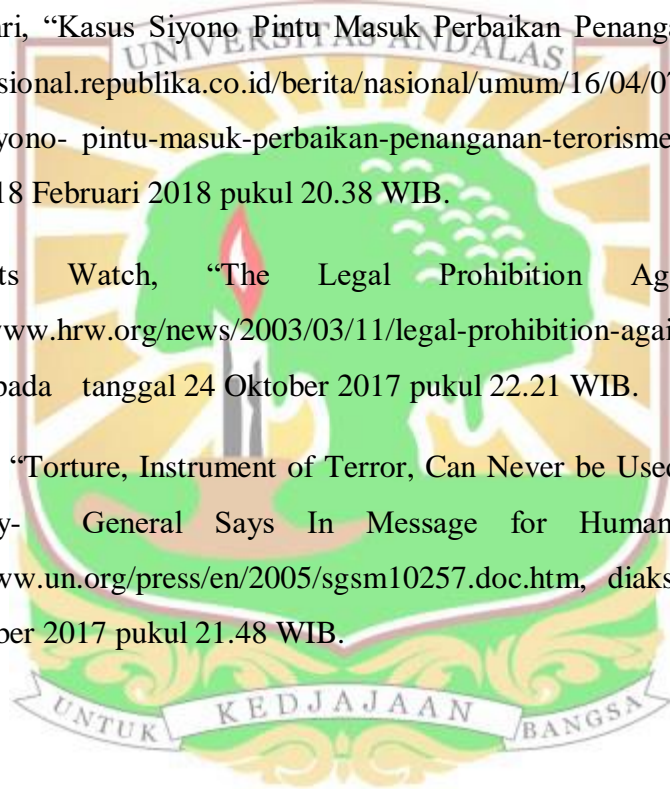 nri, “Kasus Siyono Pintu Masuk Perbaikan Penanga
UNIVERSITAS ANDALAS
sional.republika.co.id/berita/nasional/umum/16/04/07
yono- pintu-masuk-perbaikan-penanganan-terorisme
18 Februari 2018 pukul 20.38 WIB.
ts Watch, “The Legal Prohibition Ag
www.hrw.org/news/2003/03/11/legal-prohibition-agai
pada tanggal 24 Oktober 2017 pukul 22.21 WIB.
“Torture, Instrument of Terror, Can Never be Used
y- General Says In Message for Human
ww.un.org/press/en/2005/sgsm10257.doc.htm, diaks
ber 2017 pukul 21.48 WIB.
UNTUK KEDJAJAAN BANGSA